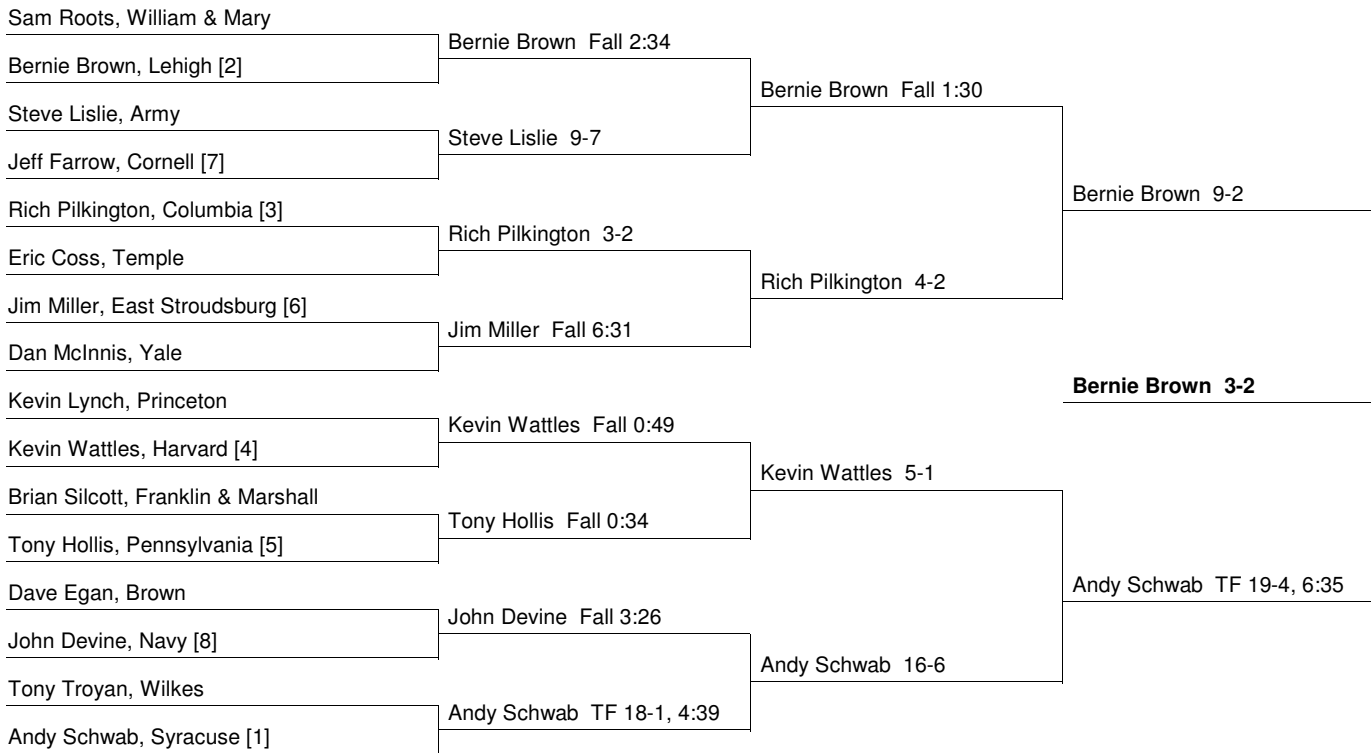 Sam Roots, William & Mary
Bernie Brown, Lehigh [2]
Steve Lislie, Army
Jeff Farrow, Cornell [7]
Rich Pilkington, Columbia [3]
Eric Coss, Temple
Jim Miller, East Stroudsburg [6]
Dan McInnis, Yale
Kevin Lynch, Princeton
Kevin Wattles, Harvard [4]
Brian Silcott, Franklin & Marshall
Tony Hollis, Pennsylvania [5]
Dave Egan, Brown
John Devine, Navy [8]
Tony Troyan, Wilkes
Andy Schwab, Syracuse [1]
Bernie Brown Fall 2:34
Steve Lislie 9-7
Rich Pilkington 3-2
Jim Miller Fall 6:31
Kevin Wattles Fall 0:49
Tony Hollis Fall 0:34
John Devine Fall 3:26
Andy Schwab TF 18-1, 4:39
Bernie Brown Fall 1:30
Rich Pilkington 4-2
Kevin Wattles 5-1
Andy Schwab 16-6
Bernie Brown 9-2
Bernie Brown 3-2
Andy Schwab TF 19-4, 6:35